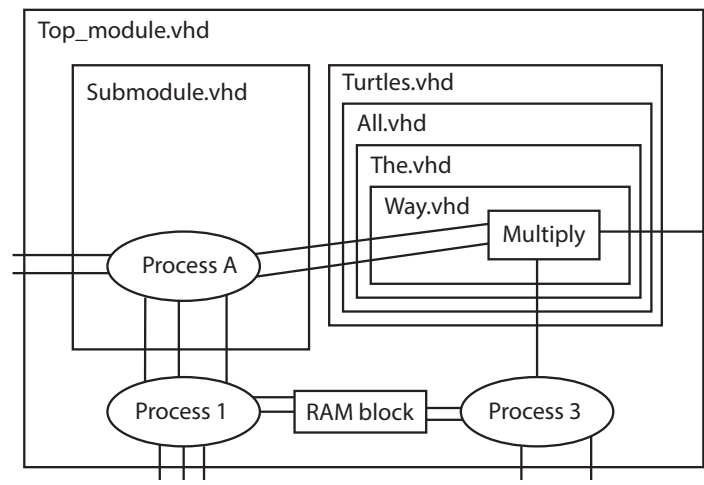 Top_module.vhd
Submodule.vhd
Turtles.vhd
All.vhd
The.vhd
Way.vhd
Multiply
Process A
Process 1
RAM block
Process 3